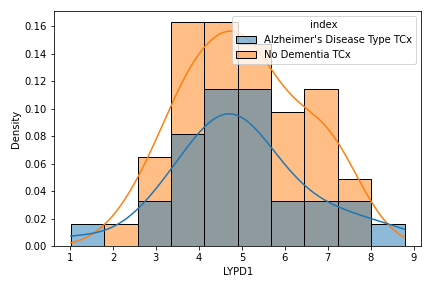 index
Alzheimer's Disease Type TCx
No Dementia TCx
0.16
0.14
0.12
0.10
0.08
0.06
0.04
0.02
0.00
Density
1 2 3 4 5 6 7 8 9
LYPD1